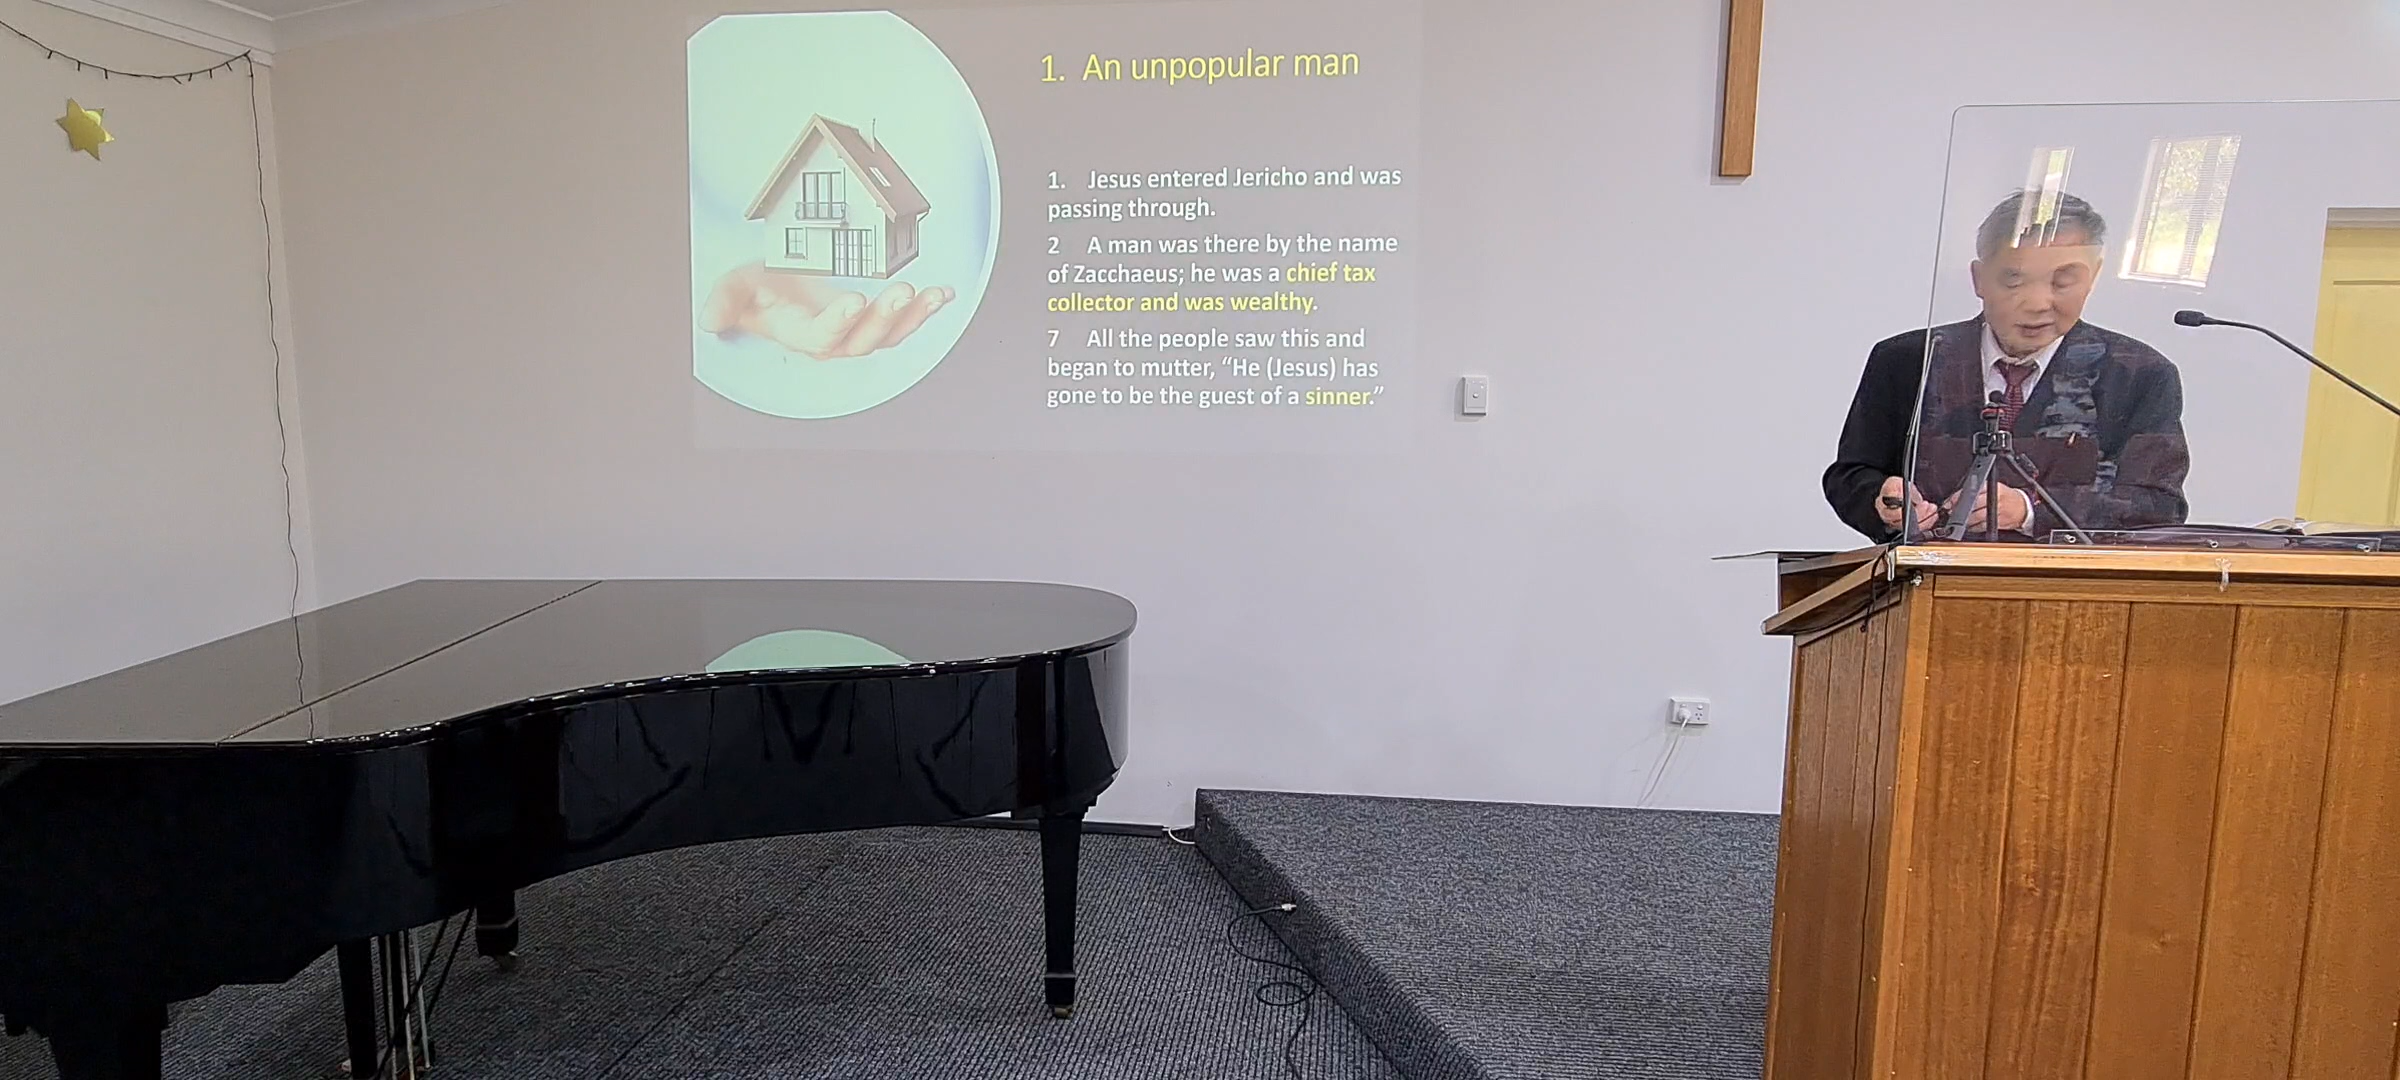 1. An unpopular man
1. Jesus entered Jericho and was
passing through.
2 A man was there by the name
of Zacchaeus; he was a chief tax
collector and was wealthy.
7 All the people saw this and
began to mutter, “He (Jesus) has
gone to be the guest of a sinner.”